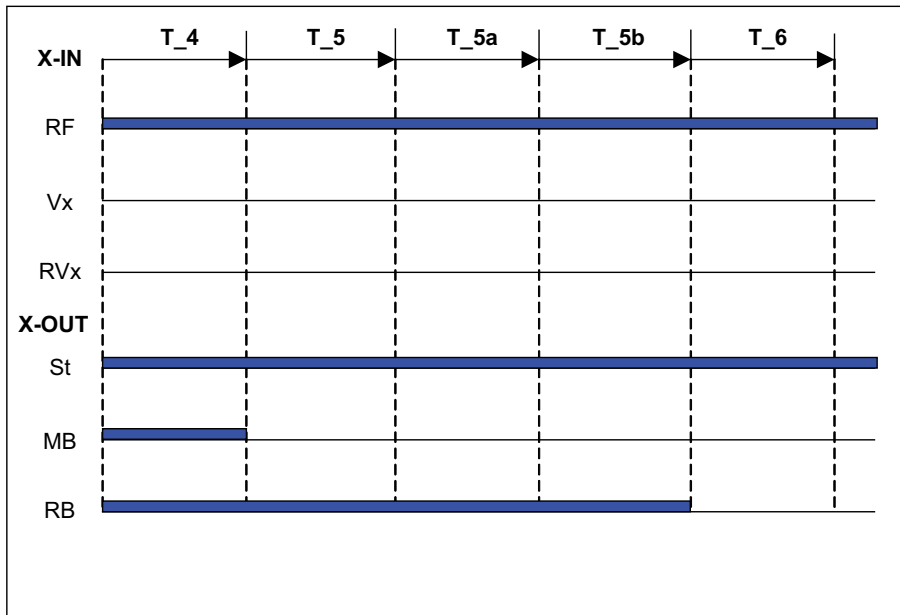 T_4 T_5 T_5a T_5b T_6
X-IN
RF
Vx
RVx
X-OUT
St
MB
RB